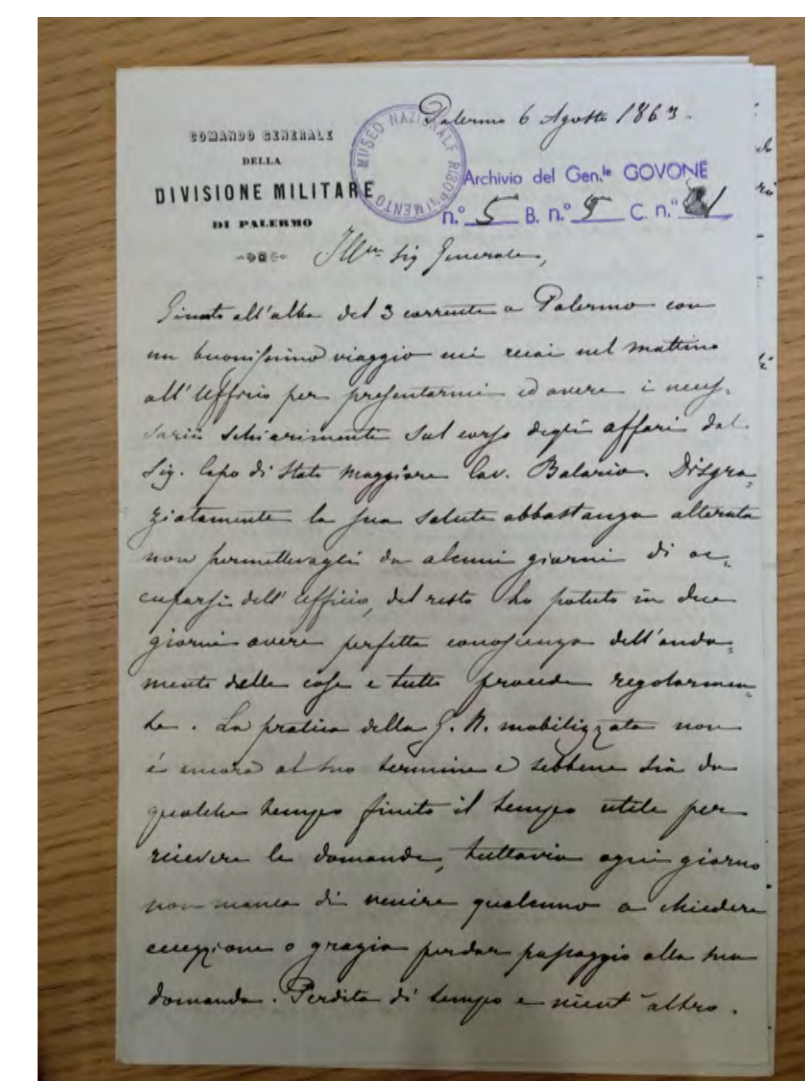 Palermo 6 Agosto 1863.
COMANDO GENERALE
DELLA
DIVISIONE MILITARE
DI PALERMO
MUSEO NAZIONALE RISORGIMENTO
Archivio del Gen.le GOVONE
n.° 5 B. n.° 5 C. n.° 21
Illmo Sig Generale,
Giunto all'alba del 3 corrente a Palermo con
un buonissimo viaggio mi recai nel mattino
all'Ufficio per presentarmi ed avere i neces-
sarii schiarimenti sul corso degli affari dal
Sig. Capo di Stato Maggiore Cav. Balario. Disgra-
ziatamente la sua salute abbastanza alterata
non permettevagli da alcuni giorni di oc-
cuparsi dell'Ufficio, del resto ho potuto in due
giorni avere perfetta conoscenza dell'anda-
mento delle cose e tutto procede regolarmen-
te. La pratica della G. N. mobilizzata non
è ancora al suo termine e sebbene sia da
qualche tempo finito il tempo utile per
ricevere le domande, tuttavia ogni giorno
non manca di venire qualcuno a chiedere
eccezione o grazia perdar passaggio alla sua
domanda. Perdita di tempo e nient'altro.